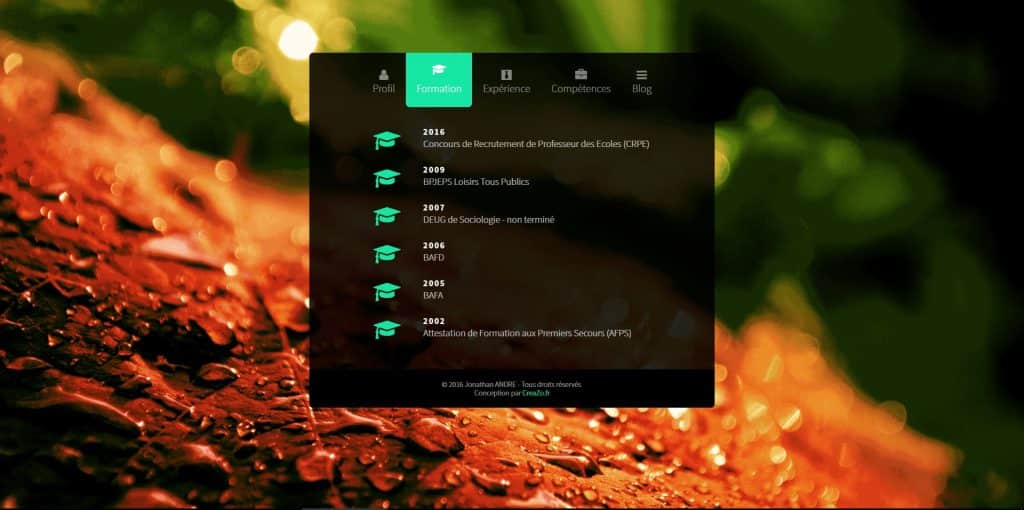 Profil
Formation
Expérience
Compétences
Blog
2016
Concours de Recrutement de Professeur des Ecoles (CRPE)
2009
BPJEPS Loisirs Tous Publics
2007
DEUG de Sociologie - non terminé
2006
BAFD
2005
BAFA
2002
Attestation de Formation aux Premiers Secours (AFPS)
© 2016 Jonathan ANDRE - Tous droits réservés
Conception par CreaZo.fr